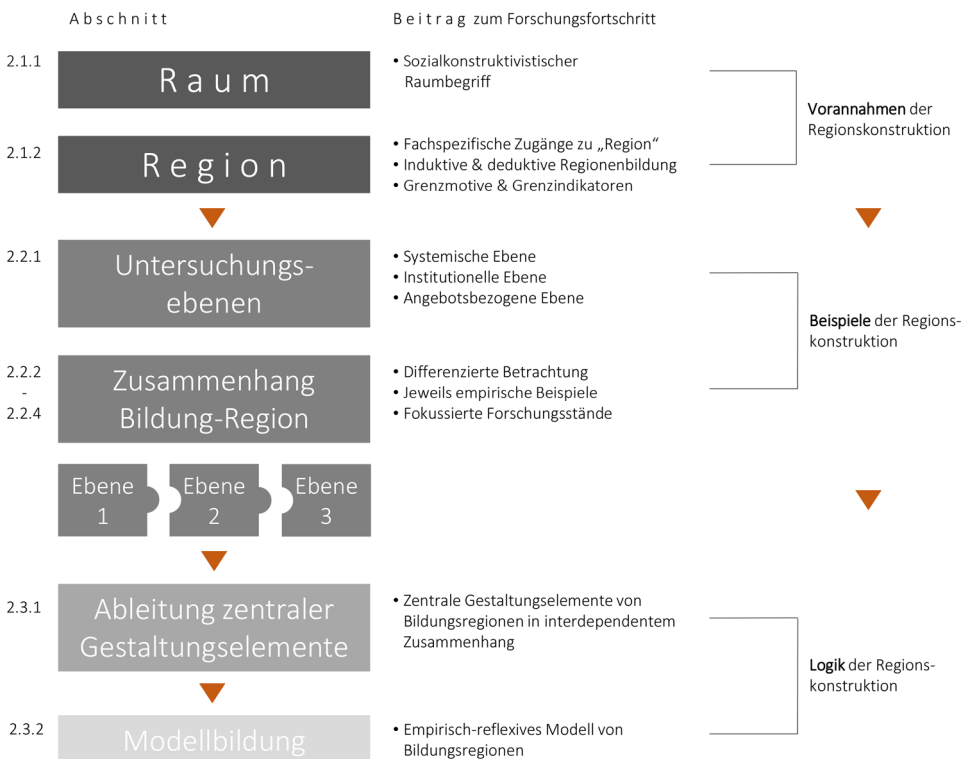 Abschnitt
Beitrag zum Forschungsfortschritt
2.1.1
Raum
• Sozialkonstruktivistischer
Raumbegriff
Vorannahmen der
Regionskonstruktion
2.1.2
Region
• Fachspezifische Zugänge zu „Region“
• Induktive & deduktive Regionenbildung
• Grenzmotive & Grenzindikatoren
2.2.1
Untersuchungs-
ebenen
• Systemische Ebene
• Institutionelle Ebene
• Angebotsbezogene Ebene
Beispiele der Regions-
konstruktion
2.2.2
-
2.2.4
Zusammenhang
Bildung-Region
• Differenzierte Betrachtung
• Jeweils empirische Beispiele
• Fokussierte Forschungsstände
Ebene
1
Ebene
2
Ebene
3
2.3.1
Ableitung zentraler
Gestaltungselemente
• Zentrale Gestaltungselemente von
Bildungsregionen in interdependentem
Zusammenhang
Logik der Regions-
konstruktion
2.3.2
Modellbildung
• Empirisch-reflexives Modell von
Bildungsregionen